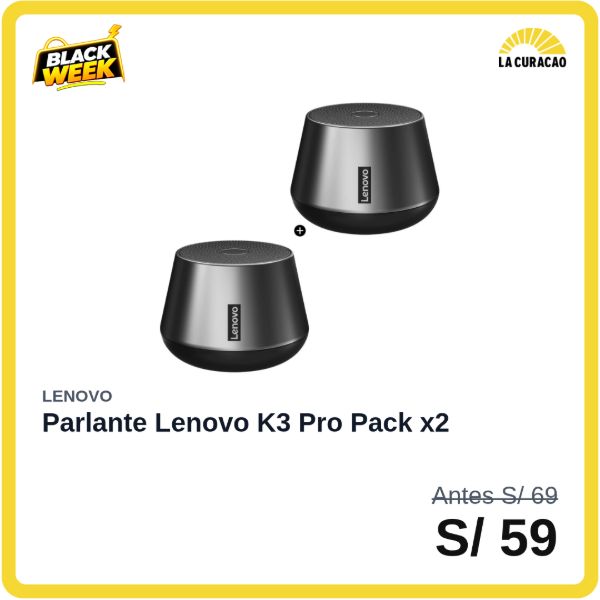 BLACK
WEEK
LA CURACAO
Lenovo
Lenovo
LENOVO
Parlante Lenovo K3 Pro Pack x2
Antes S/ 69
S/ 59